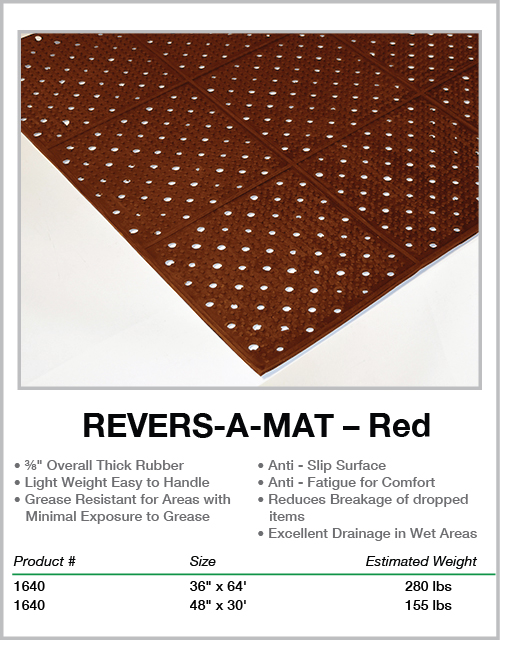 REVERS-A-MAT – Red
• ⅜" Overall Thick Rubber
• Light Weight Easy to Handle
• Grease Resistant for Areas with
Minimal Exposure to Grease
• Anti - Slip Surface
• Anti - Fatigue for Comfort
• Reduces Breakage of dropped
items
• Excellent Drainage in Wet Areas
Product # Size Estimated Weight
1640 36" x 64' 280 lbs
1640 48" x 30' 155 lbs